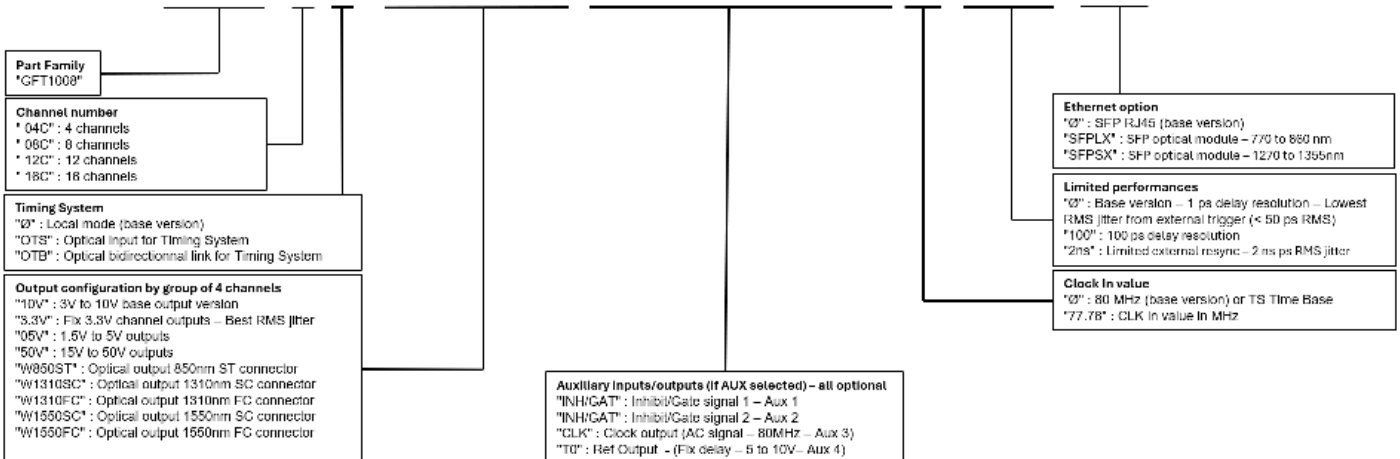 Part Family
"GFT1008"
Channel number
" 04C" : 4 channels
" 08C" : 8 channels
" 12C" : 12 channels
" 16C" : 16 channels
Timing System
"Ø" : Local mode (base version)
"OTS" : Optical input for Timing System
"OTB" : Optical bidirectionnal link for Timing System
Output configuration by group of 4 channels
"10V" : 3V to 10V base output version
"3.3V" : Fix 3.3V channel outputs – Best RMS jitter
"05V" : 1.5V to 5V outputs
"50V" : 15V to 50V outputs
"W850ST" : Optical output 850nm ST connector
"W1310SC" : Optical output 1310nm SC connector
"W1310FC" : Optical output 1310nm FC connector
"W1550SC" : Optical output 1550nm SC connector
"W1550FC" : Optical output 1550nm FC connector
Auxiliary inputs/outputs (if AUX selected) – all optional
"INH/GAT" : Inhibit/Gate signal 1 – Aux 1
"INH/GAT" : Inhibit/Gate signal 2 – Aux 2
"CLK" : Clock output (AC signal – 80MHz – Aux 3)
"T0" : Ref Output - (Fix delay – 5 to 10V– Aux 4)
Ethernet option
"Ø" : SFP RJ45 (base version)
"SFPLX" : SFP optical module – 770 to 860 nm
"SFPSX" : SFP optical module – 1270 to 1355nm
Limited performances
"Ø" : Base version – 1 ps delay resolution – Lowest
RMS jitter from external trigger (< 50 ps RMS)
"100" : 100 ps delay resolution
"2ns" : Limited external resync – 2 ns ps RMS jitter
Clock In value
"Ø" : 80 MHz (base version) or TS Time Base
"77.76" : CLK in value in MHz